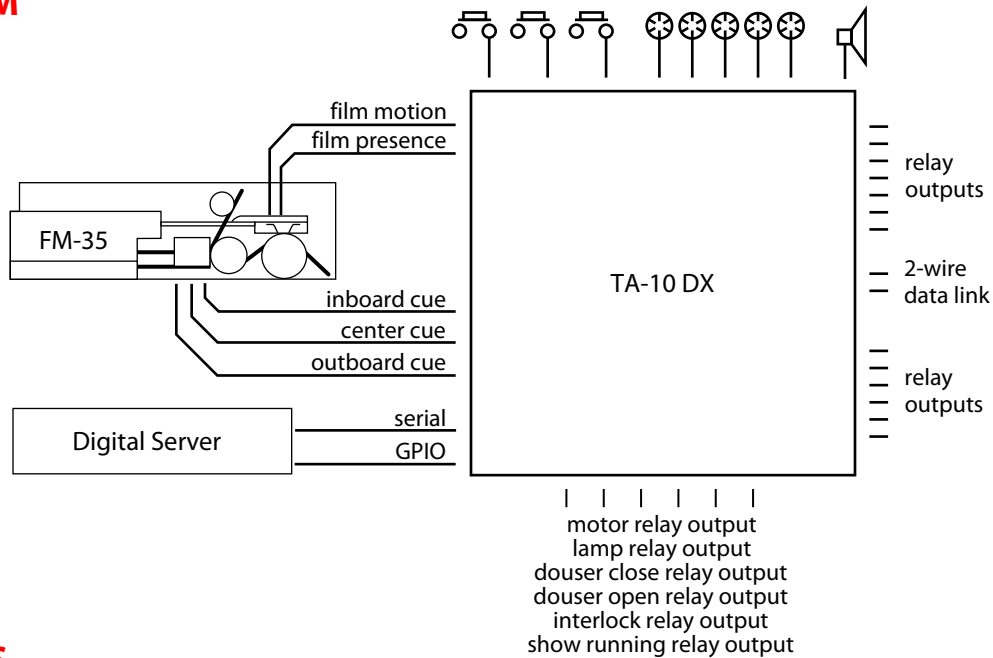 M
film motion
film presence
FM-35
inboard cue
center cue
outboard cue
serial
GPIO
Digital Server
TA-10 DX
relay
outputs
2-wire
data link
relay
outputs
motor relay output
lamp relay output
douser close relay output
douser open relay output
interlock relay output
show running relay output